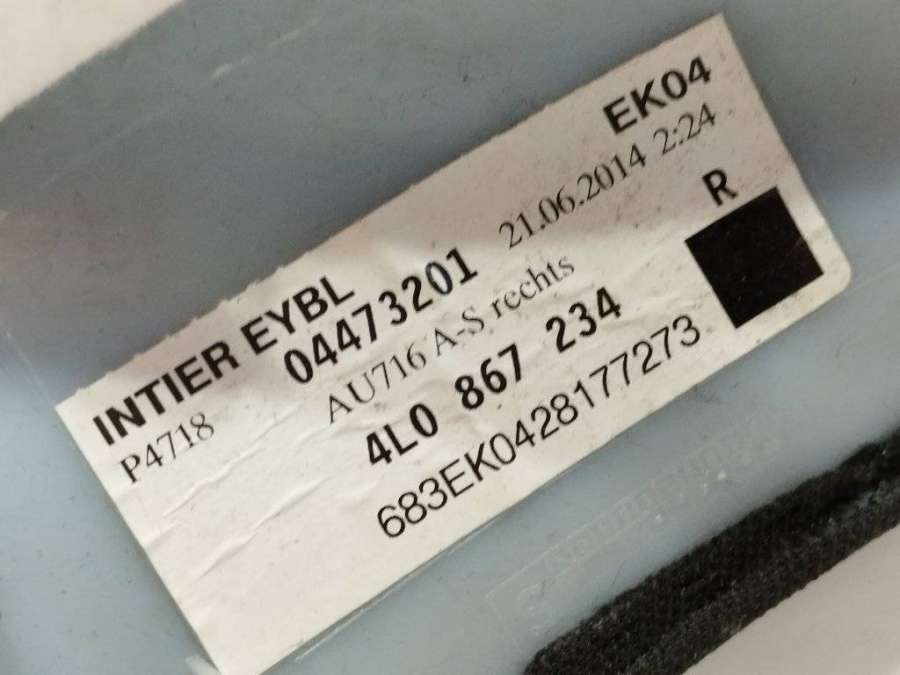 EK04
INTIER EYBL
04473201 21.06.2014 2:24
P4718
AU716 A-S rechts
R
4L0 867 234
683EK0428177273